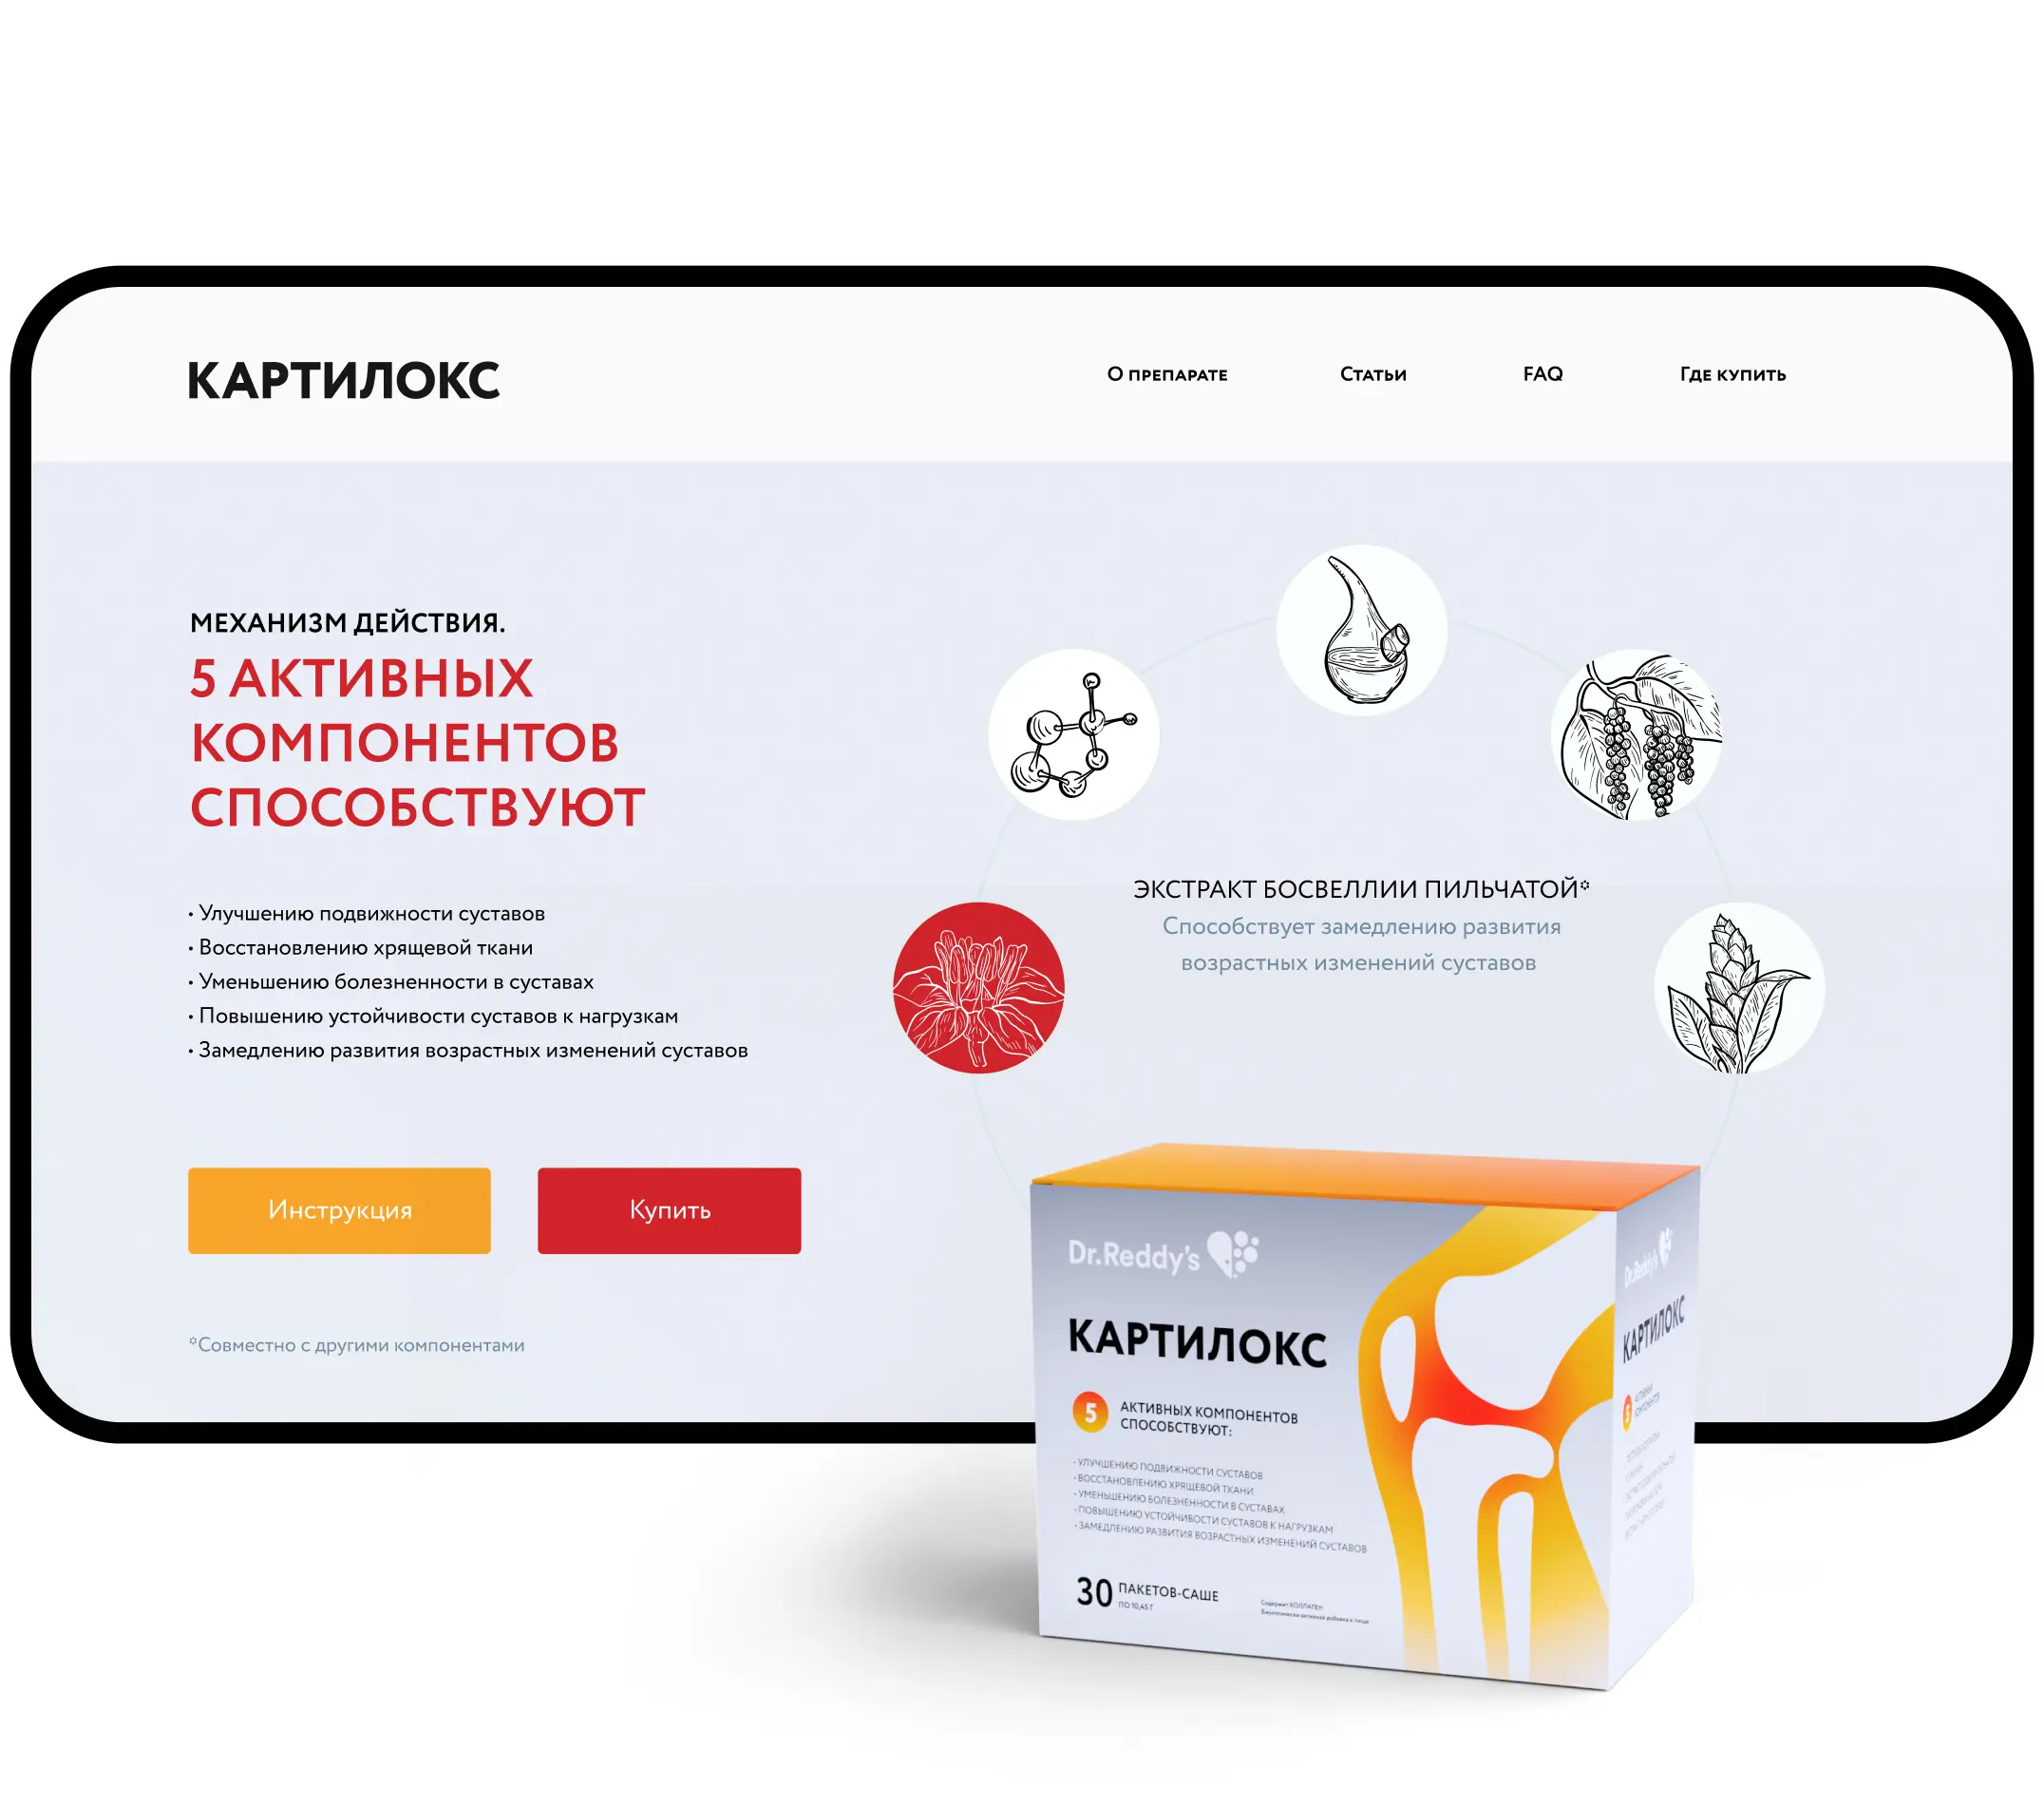 КАРТИЛОКС
О ПРЕПАРАТЕ
СТАТЬИ
FAQ
ГДЕ КУПИТЬ
МЕХАНИЗМ ДЕЙСТВИЯ.
5 АКТИВНЫХ
КОМПОНЕНТОВ
СПОСОБСТВУЮТ
• Улучшению подвижности суставов
• Восстановлению хрящевой ткани
• Уменьшению болезненности в суставах
• Повышению устойчивости суставов к нагрузкам
• Замедлению развития возрастных изменений суставов
Инструкция
Купить
*Совместно с другими компонентами
ЭКСТРАКТ БОСВЕЛЛИИ ПИЛЬЧАТОЙ*
Способствует замедлению развития
возрастных изменений суставов
Dr.Reddy's
КАРТИЛОКС
5 АКТИВНЫХ КОМПОНЕНТОВ
СПОСОБСТВУЮТ:
• УЛУЧШЕНИЮ ПОДВИЖНОСТИ СУСТАВОВ
• ВОССТАНОВЛЕНИЮ ХРЯЩЕВОЙ ТКАНИ
• УМЕНЬШЕНИЮ БОЛЕЗНЕННОСТИ В СУСТАВАХ
• ПОВЫШЕНИЮ УСТОЙЧИВОСТИ СУСТАВОВ К НАГРУЗКАМ
• ЗАМЕДЛЕНИЮ РАЗВИТИЯ ВОЗРАСТНЫХ ИЗМЕНЕНИЙ СУСТАВОВ
30 ПАКЕТОВ-САШЕ
ПО 10,45 Г
Содержит КОЛЛАГЕН
Биологически активная добавка к пище
Dr.Reddy's
КАРТИЛОКС
5 АКТИВНЫХ
КОМПОНЕНТОВ